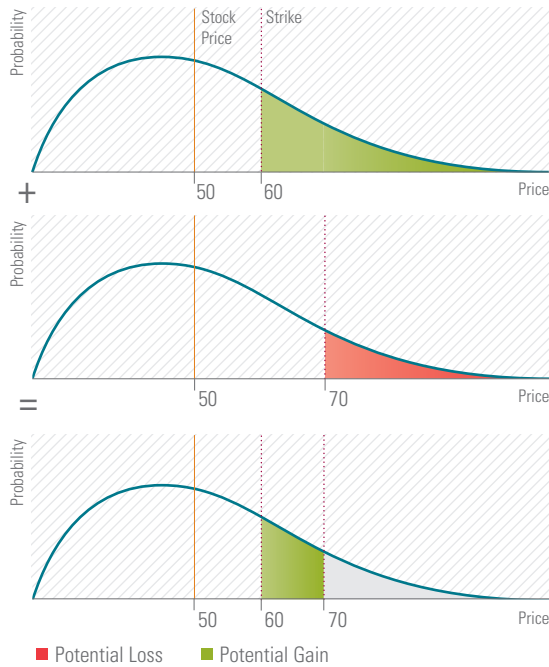 Probability
Stock
Price
Strike
50
60
Price
+
Probability
50
70
Price
=
Probability
50
60
70
Price
Potential Loss
Potential Gain